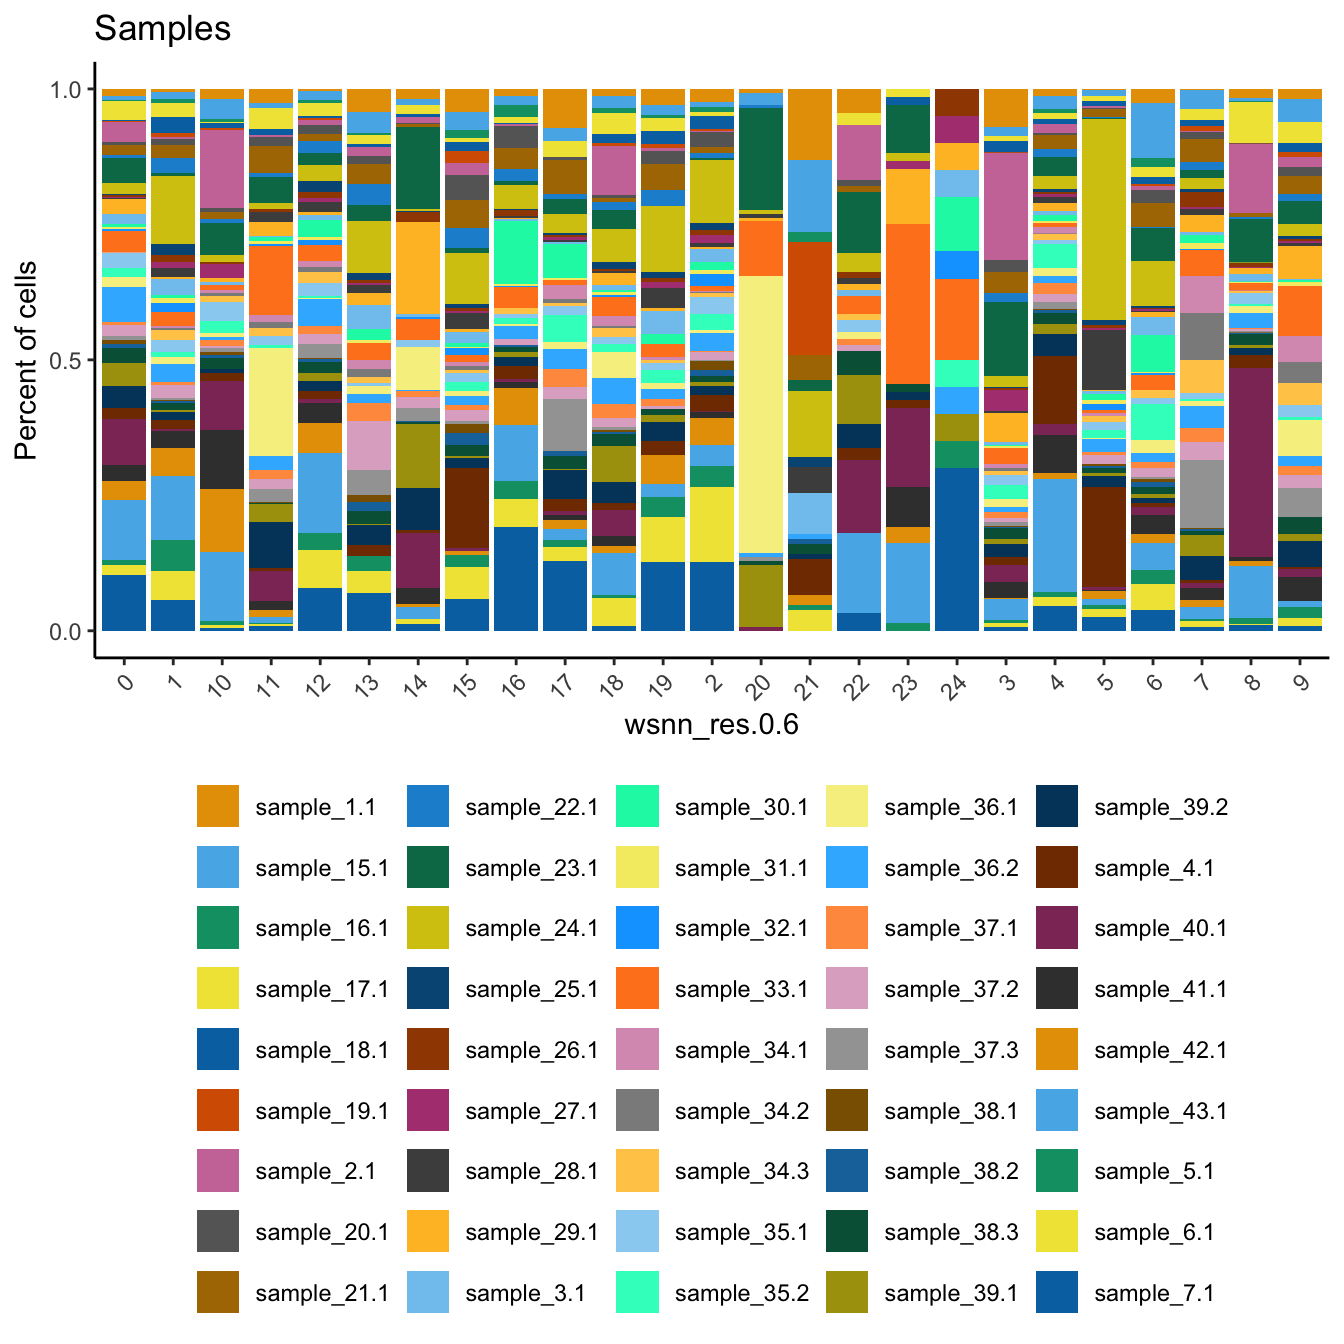 Samples
1.0
0.5
0.0
Percent of cells
0 1 10 11 12 13 14 15 16 17 18 19 2 20 21 22 23 24 3 4 5 6 7 8 9
wsnn_res.0.6
sample_1.1 sample_22.1 sample_30.1 sample_36.1 sample_39.2
sample_15.1 sample_23.1 sample_31.1 sample_36.2 sample_4.1
sample_16.1 sample_24.1 sample_32.1 sample_37.1 sample_40.1
sample_17.1 sample_25.1 sample_33.1 sample_37.2 sample_41.1
sample_18.1 sample_26.1 sample_34.1 sample_37.3 sample_42.1
sample_19.1 sample_27.1 sample_34.2 sample_38.1 sample_43.1
sample_2.1 sample_28.1 sample_34.3 sample_38.2 sample_5.1
sample_20.1 sample_29.1 sample_35.1 sample_38.3 sample_6.1
sample_21.1 sample_3.1 sample_35.2 sample_39.1 sample_7.1